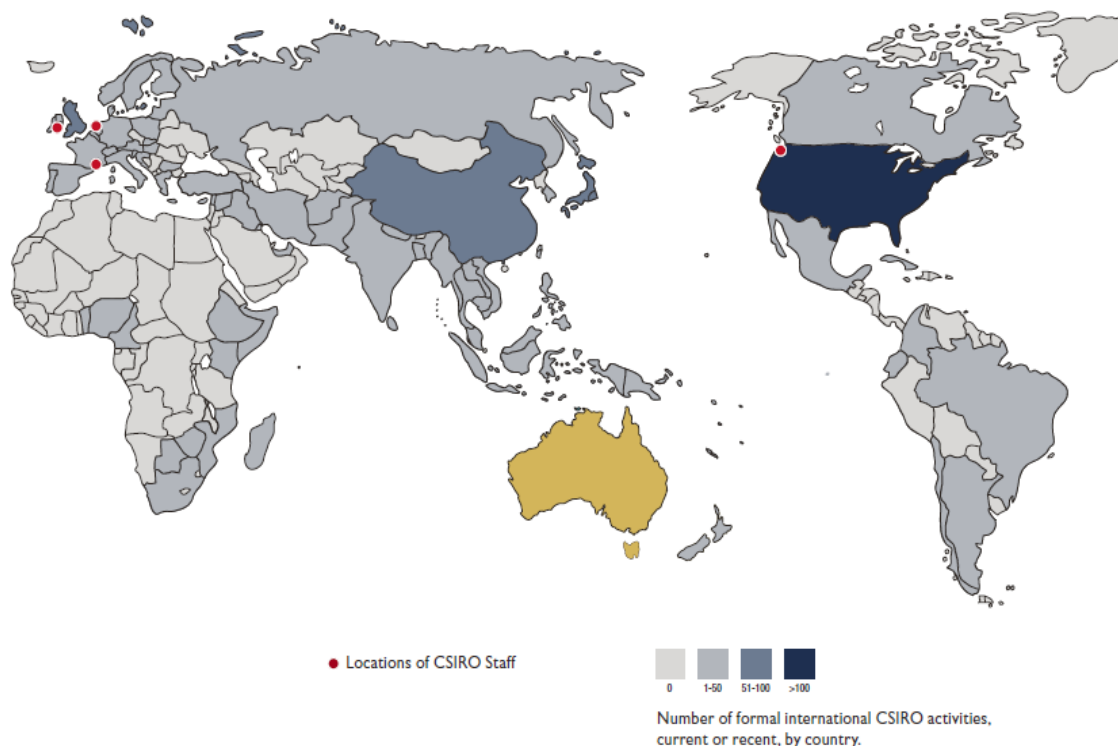 Locations of CSIRO Staff
0 1-50 51-100 >100
Number of formal international CSIRO activities,
current or recent, by country.